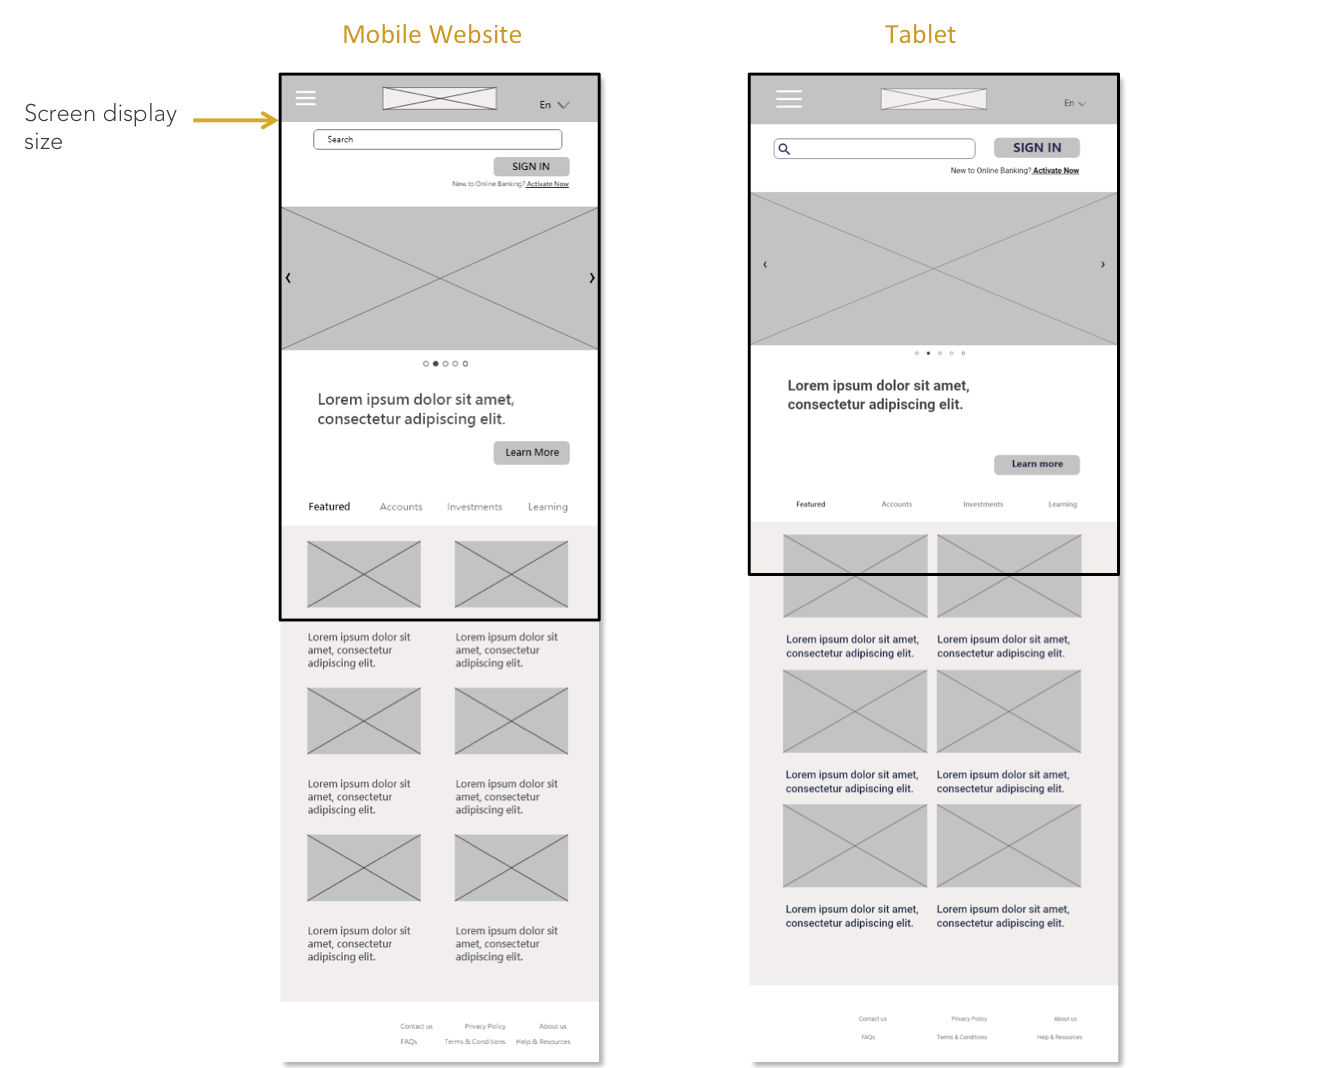 Mobile Website
Tablet
Screen display
size
En
Search
SIGN IN
New to Online Banking? Activate Now
Lorem ipsum dolor sit amet,
consectetur adipiscing elit.
Learn More
Featured Accounts Investments Learning
Lorem ipsum dolor sit
amet, consectetur
adipiscing elit.
Lorem ipsum dolor sit
amet, consectetur
adipiscing elit.
Lorem ipsum dolor sit
amet, consectetur
adipiscing elit.
Lorem ipsum dolor sit
amet, consectetur
adipiscing elit.
Lorem ipsum dolor sit
amet, consectetur
adipiscing elit.
Lorem ipsum dolor sit
amet, consectetur
adipiscing elit.
Contact us Privacy Policy About us
FAQs Terms & Conditions Help & Resources
En
SIGN IN
New to Online Banking? Activate Now
Lorem ipsum dolor sit amet,
consectetur adipiscing elit.
Learn more
Featured Accounts Investments Learning
Lorem ipsum dolor sit amet,
consectetur adipiscing elit.
Lorem ipsum dolor sit amet,
consectetur adipiscing elit.
Lorem ipsum dolor sit amet,
consectetur adipiscing elit.
Lorem ipsum dolor sit amet,
consectetur adipiscing elit.
Lorem ipsum dolor sit amet,
consectetur adipiscing elit.
Lorem ipsum dolor sit amet,
consectetur adipiscing elit.
Contact us Privacy Policy About us
FAQs Terms & Conditions Help & Resources